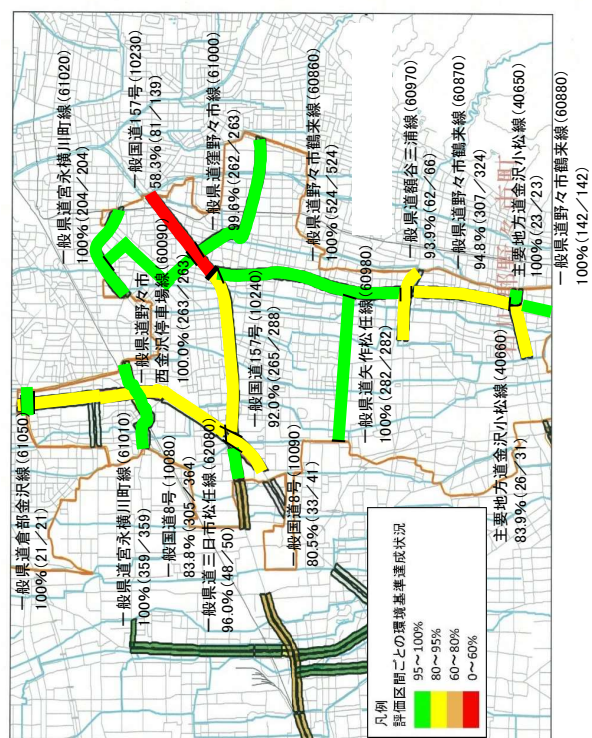 一般県道宮永横川町線(61020)
100%(204/204)
一般国道157号(10230)
58.3%(81/139)
一般県道窪野々市線(61000)
99.6%(262/263)
一般県道野々市鶴来線(60860)
100%(524/524)
一般県道額谷三浦線(60970)
93.9%(62/66)
一般県道野々市鶴来線(60870)
94.8%(307/324)
主要地方道金沢小松線(40650)
100%(23/23)
一般県道野々市鶴来線(60880)
100%(142/142)
一般県道野々市
西金沢停車場線(60090)
100.0%(263/263)
一般国道157号(10240)
92.0%(265/288)
一般県道矢作松任線(60980)
100%(282/282)
一般県道倉部金沢線(61050)
100%(21/21)
一般県道宮永横川町線(61010)
100%(359/359)
一般国道8号(10080)
83.8%(305/364)
一般県道三日市松任線(62080)
96.0%(48/50)
一般国道8号(10090)
80.5%(33/41)
主要地方道金沢小松線(40660)
83.9%(26/31)
凡例
評価区間ごとの環境基準達成状況
95~100%
80~95%
60~80%
0~60%